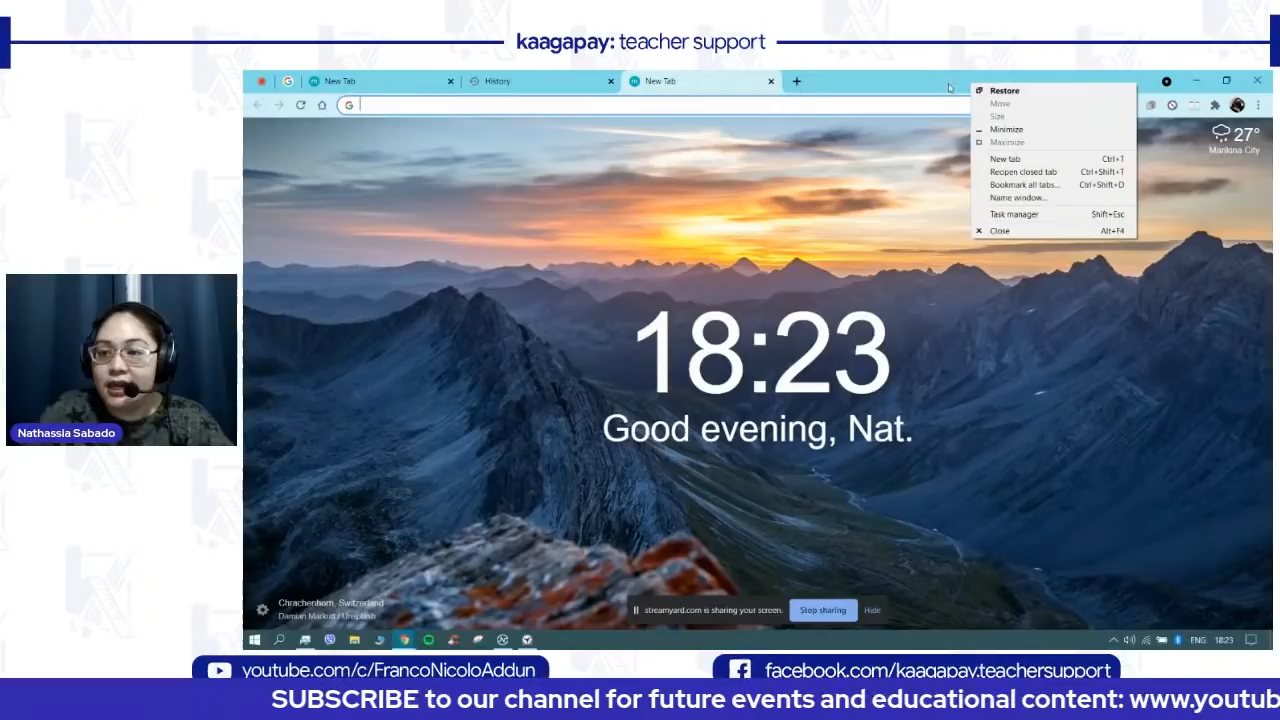 kaagapay: teacher support
New Tab
History
New Tab
Restore
Move
Size
Minimize
Maximize
New tab Ctrl+T
Reopen closed tab Ctrl+Shift+T
Bookmark all tabs... Ctrl+Shift+D
Name window...
Task manager Shift+Esc
Close Alt+F4
27°
Marikina City
18:23
Good evening, Nat.
Nathassia Sabado
Chrachenhorn, Switzerland
Damian Markutt / Unsplash
streamyard.com is sharing your screen.
Stop sharing
Hide
ENG 18:23
youtube.com/c/FrancoNicoloAddun
facebook.com/kaagapay.teachersupport
SUBSCRIBE to our channel for future events and educational content: www.youtub